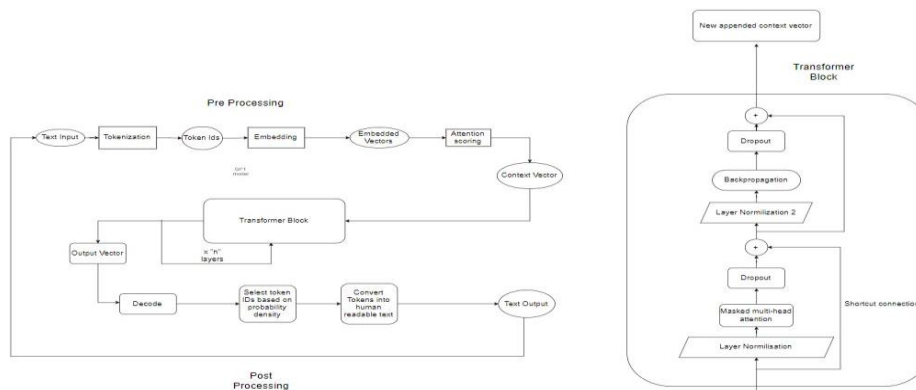 Pre Processing
Text Input
Tokenization
Token Ids
Embedding
Embedded
Vectors
Attention
scoring
GPT
model
Context Vector
Transformer Block
x "n"
layers
Output Vector
Decode
Select token
IDs based on
probability
density
Convert
Tokens into
human
readable text
Text Output
Post
Processing
New appended context vector
Transformer
Block
+
Dropout
Backpropagation
Layer Normilization 2
+
Dropout
Masked multi-head
attention
Shortcut connection
Layer Normilisation